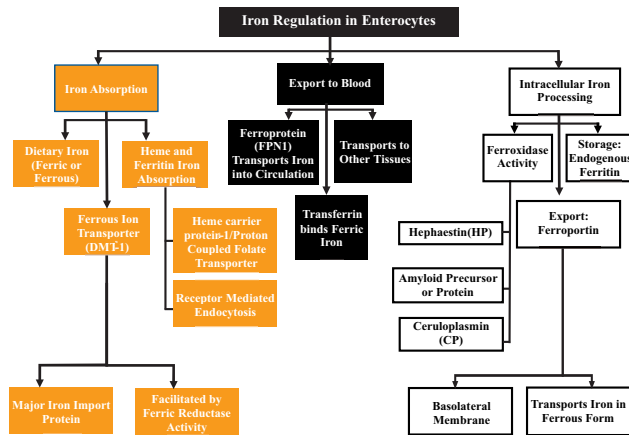 Iron Regulation in Enterocytes
Iron Absorption
Export to Blood
Intracellular Iron
Processing
Dietary Iron
(Ferric or
Ferrous)
Heme and
Ferritin Iron
Absorption
Ferroprotein
(FPN1)
Transports Iron
into Circulation
Transports to
Other Tissues
Ferroxidase
Activity
Storage:
Endogenous
Ferritin
Ferrous Ion
Transporter
(DMT-1)
Heme carrier
protein-1/Proton
Coupled Folate
Transporter
Receptor Mediated
Endocytosis
Transferrin
binds Ferric
Iron
Hephaestin(HP)
Export:
Ferroportin
Amyloid Precursor
or Protein
Ceruloplasmin
(CP)
Major Iron Import
Protein
Facilitated by
Ferric Reductase
Activity
Basolateral
Membrane
Transports Iron in
Ferrous Form